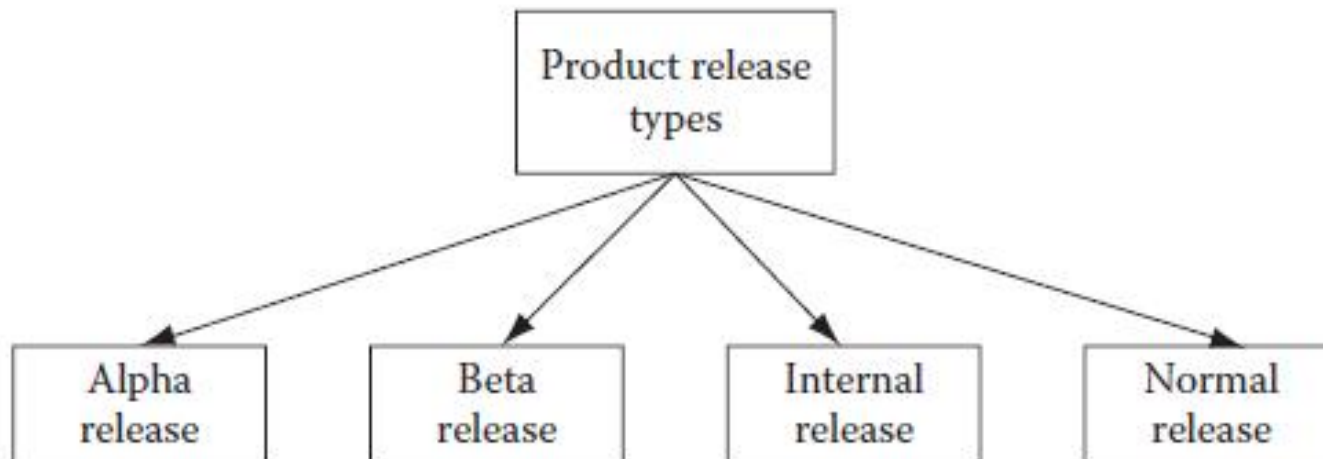 Product release
types
Alpha
release
Beta
release
Internal
release
Normal
release